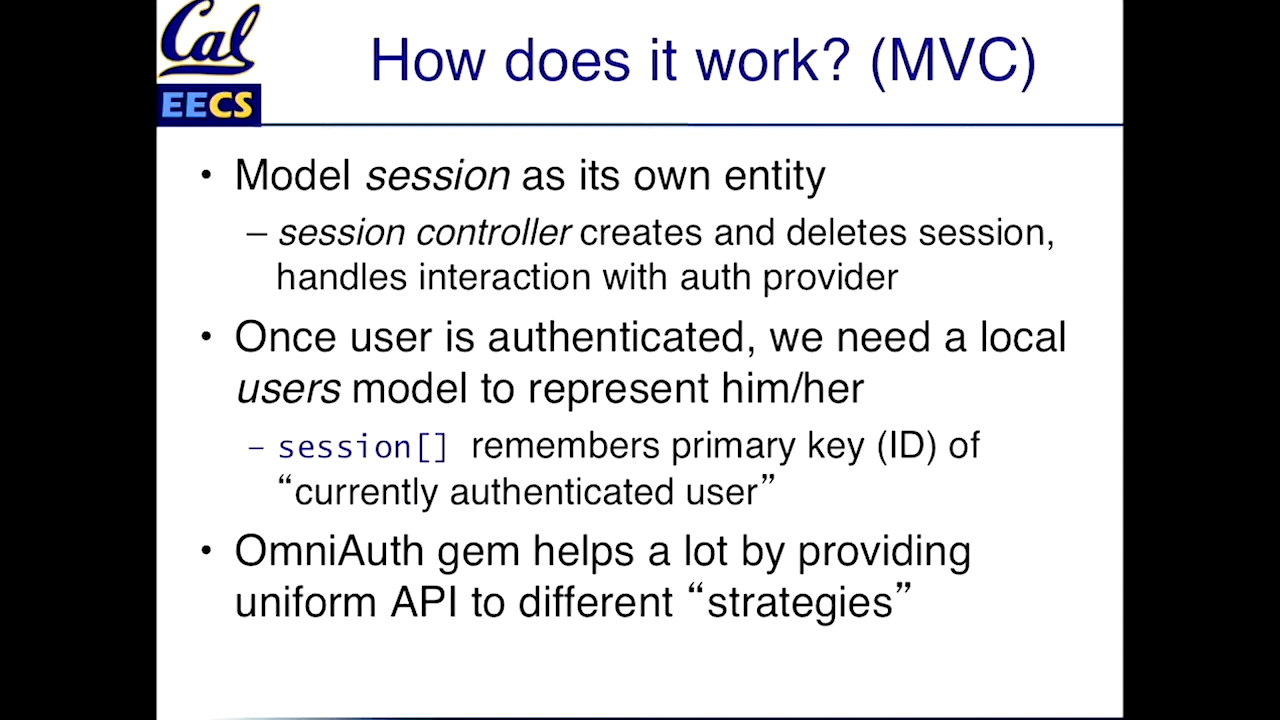 Cal
EECS
How does it work? (MVC)
• Model session as its own entity
– session controller creates and deletes session,
handles interaction with auth provider
• Once user is authenticated, we need a local
users model to represent him/her
– session[] remembers primary key (ID) of
“currently authenticated user”
• OmniAuth gem helps a lot by providing
uniform API to different “strategies”